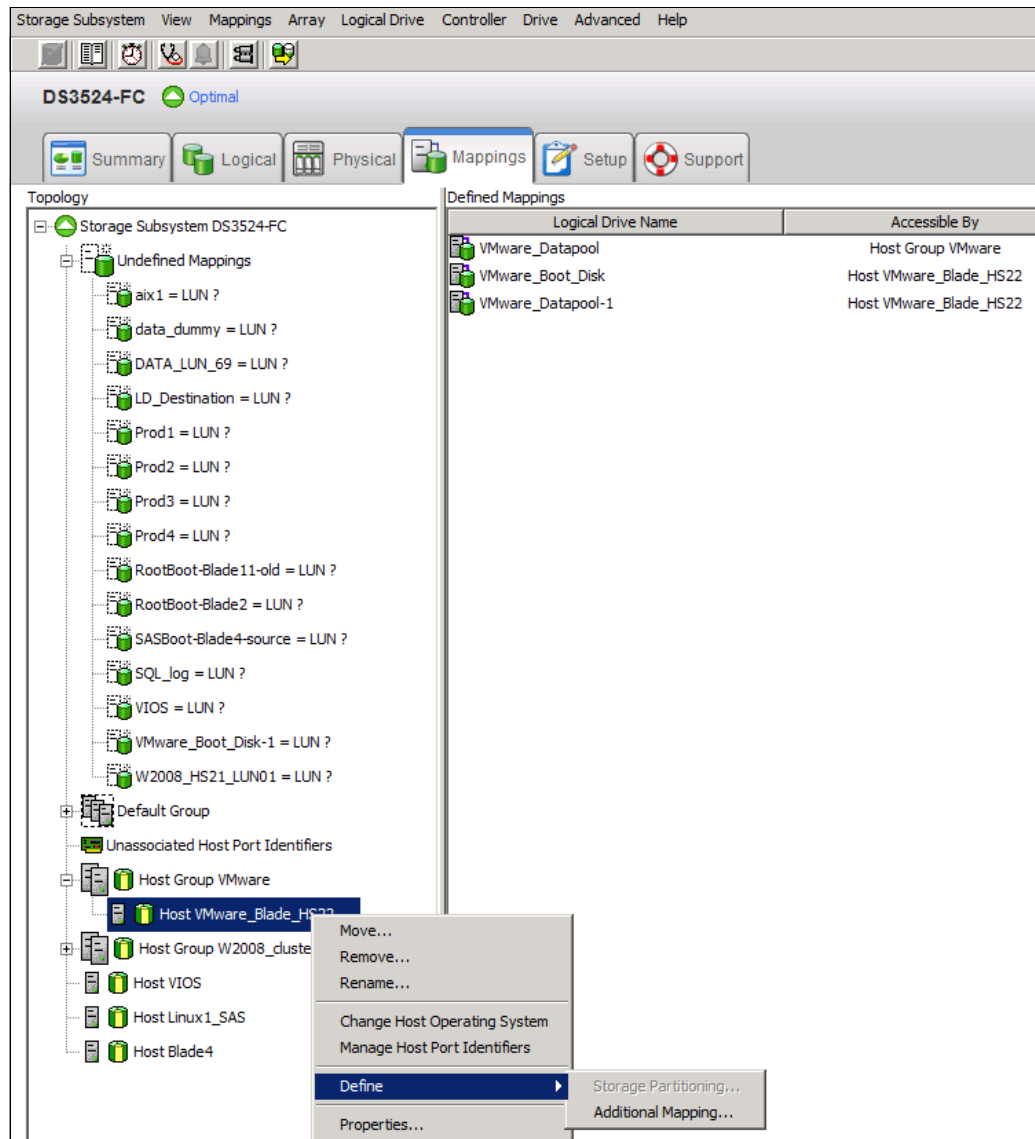 Storage Subsystem View Mappings Array Logical Drive Controller Drive Advanced Help
DS3524-FC Optimal
Summary Logical Physical Mappings Setup Support
Topology
Storage Subsystem DS3524-FC
Undefined Mappings
aix1 = LUN ?
data_dummy = LUN ?
DATA_LUN_69 = LUN ?
LD_Destination = LUN ?
Prod1 = LUN ?
Prod2 = LUN ?
Prod3 = LUN ?
Prod4 = LUN ?
RootBoot-Blade11-old = LUN ?
RootBoot-Blade2 = LUN ?
SASBoot-Blade4-source = LUN ?
SQL_log = LUN ?
VIOS = LUN ?
VMware_Boot_Disk-1 = LUN ?
W2008_HS21_LUN01 = LUN ?
Default Group
Unassociated Host Port Identifiers
Host Group VMware
Host VMware_Blade_HS22
Host Group W2008_cluste
Host VIOS
Host Linux1_SAS
Host Blade4
Defined Mappings
Logical Drive Name Accessible By
VMware_Datapool Host Group VMware
VMware_Boot_Disk Host VMware_Blade_HS22
VMware_Datapool-1 Host VMware_Blade_HS22
Move...
Remove...
Rename...
Change Host Operating System
Manage Host Port Identifiers
Define
Properties...
Storage Partitioning...
Additional Mapping...